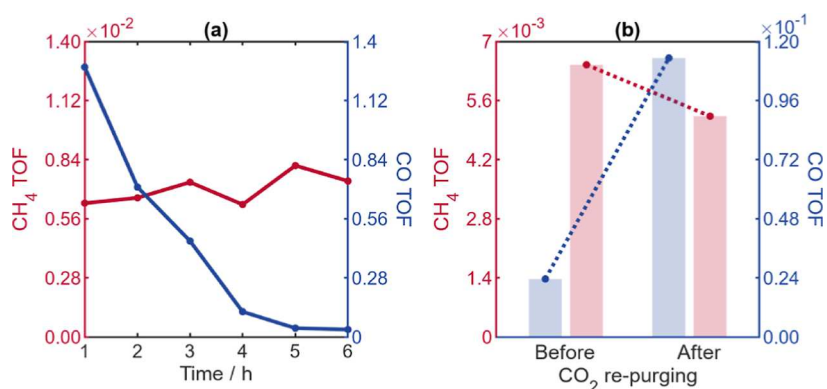 (a)
×10⁻²
1.40
1.12
0.84
0.56
0.28
0.00
CH₄ TOF
1.4
1.12
0.84
0.56
0.28
0
CO TOF
1 2 3 4 5 6
Time / h
(b)
×10⁻³
7
5.6
4.2
2.8
1.4
0
CH₄ TOF
×10⁻¹
1.20
0.96
0.72
0.48
0.24
0.00
CO TOF
Before After
CO₂ re-purging